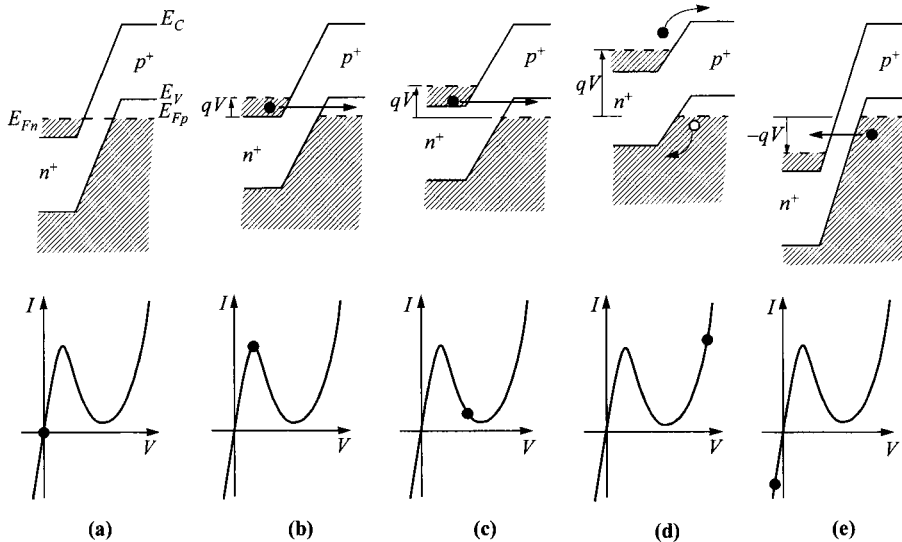 E_C
p⁺
E_V
E_Fn
E_Fp
n⁺
p⁺
qV
n⁺
p⁺
qV
n⁺
p⁺
qV
n⁺
p⁺
−qV
n⁺
I
V
I
V
I
V
I
V
I
V
(a)
(b)
(c)
(d)
(e)